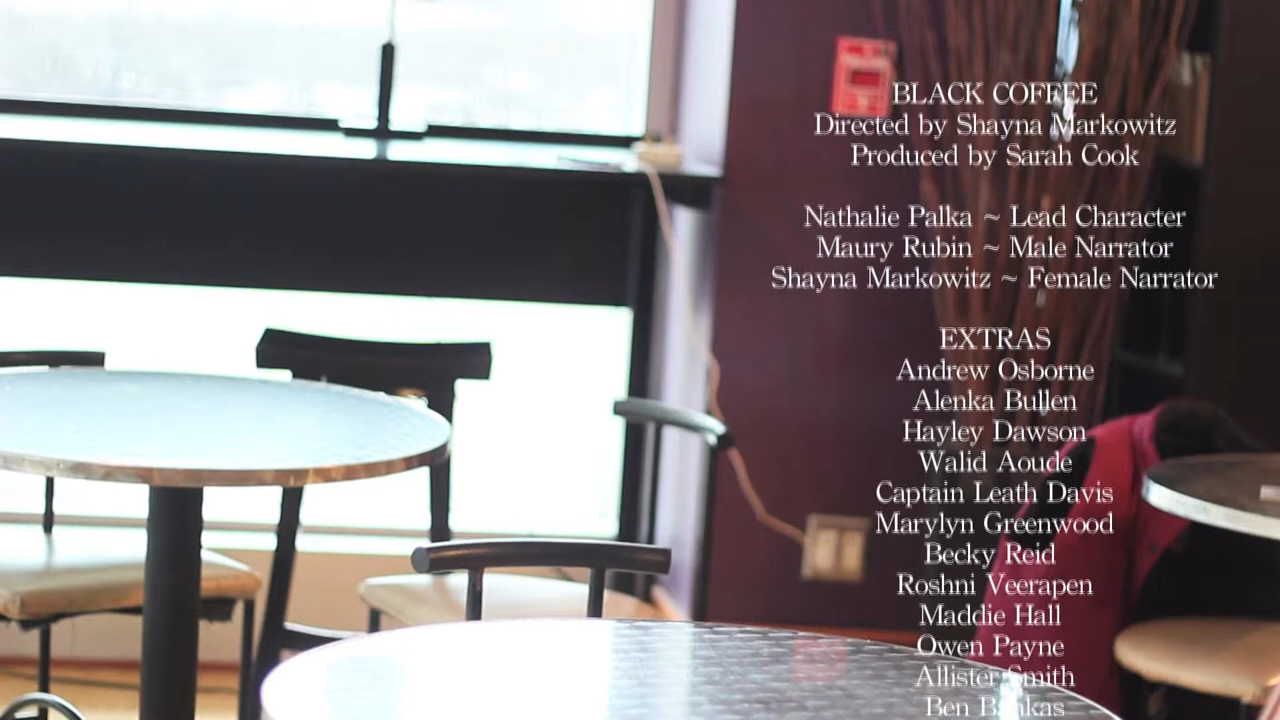 BLACK COFFEE
Directed by Shayna Markowitz
Produced by Sarah Cook
Nathalie Palka ~ Lead Character
Maury Rubin ~ Male Narrator
Shayna Markowitz ~ Female Narrator
EXTRAS
Andrew Osborne
Alenka Bullen
Hayley Dawson
Walid Aoude
Captain Leath Davis
Marylyn Greenwood
Becky Reid
Roshni Veerapen
Maddie Hall
Owen Payne
Allister Smith
Ben Bankas